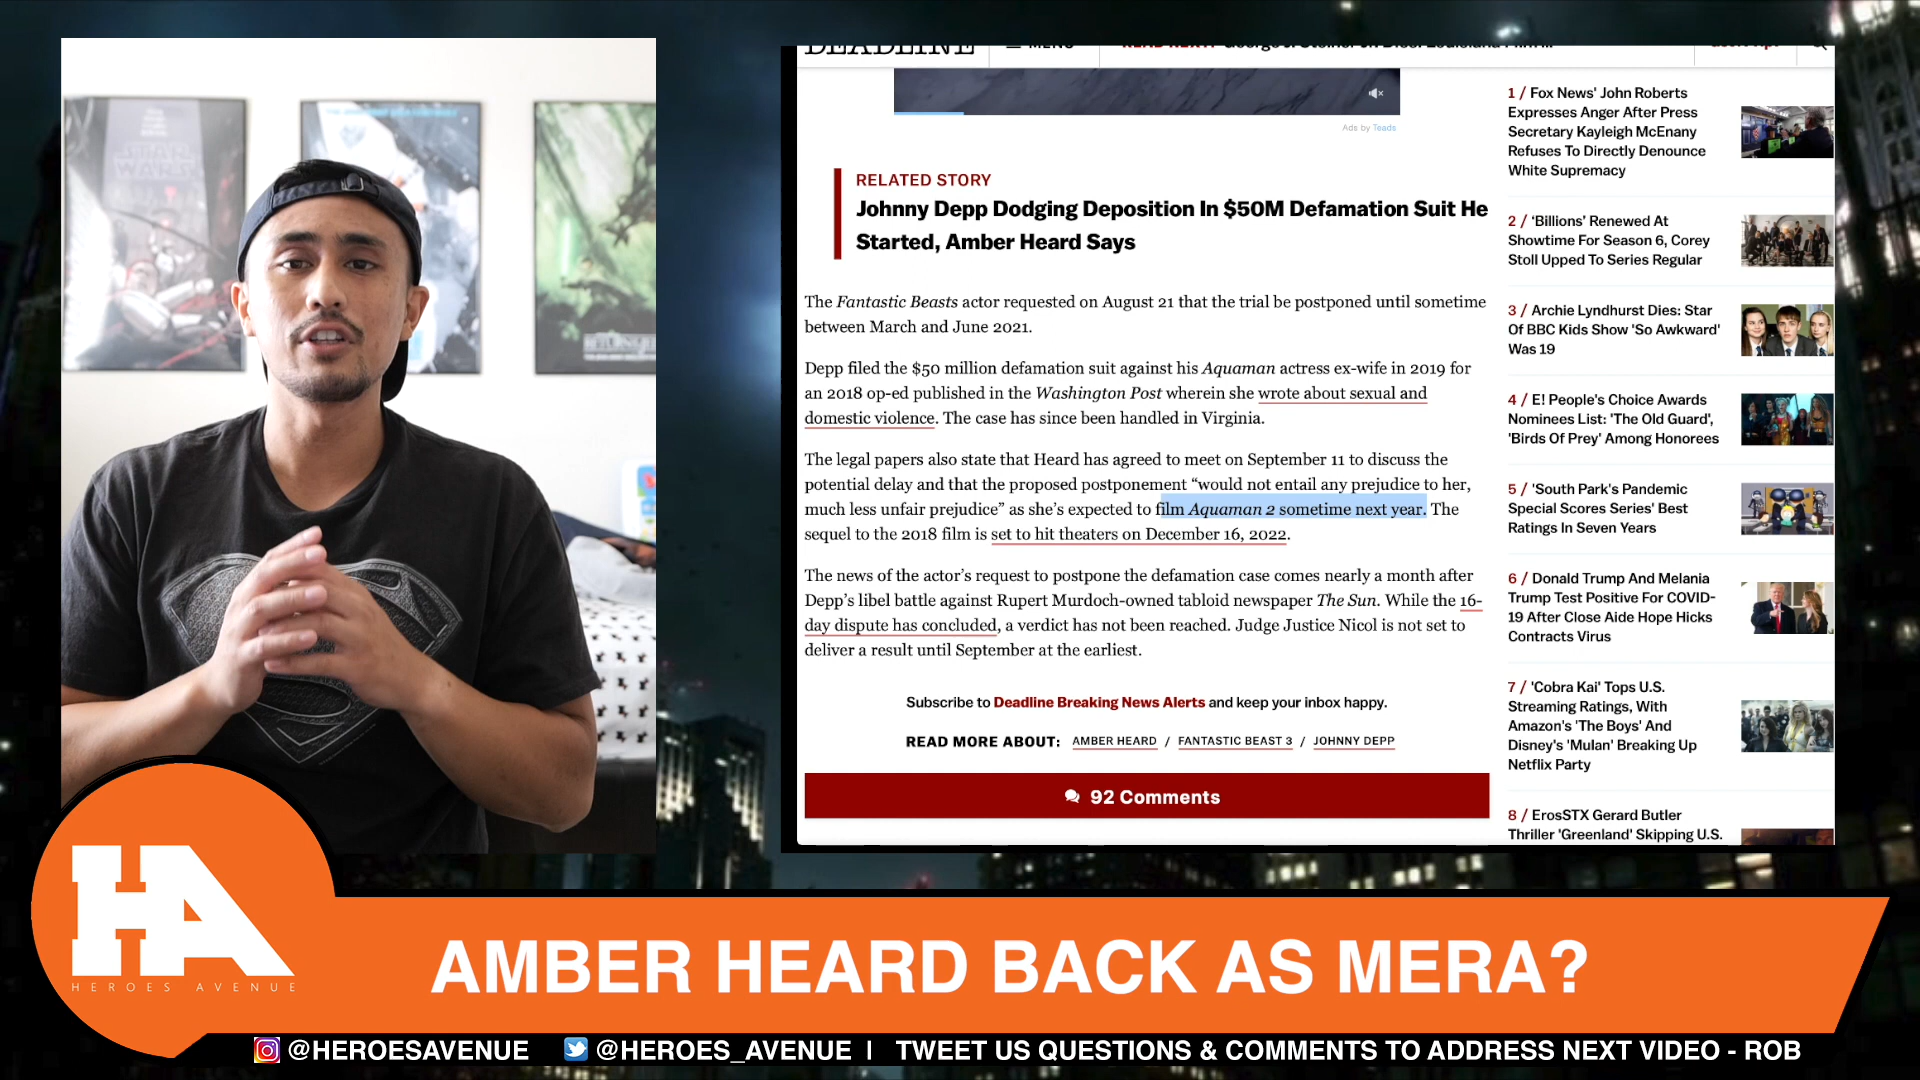 STAR
WARS
DEADLINE
MENU
READ NEXT:
Ads by Teads
RELATED STORY
Johnny Depp Dodging Deposition In $50M Defamation Suit He
Started, Amber Heard Says
The Fantastic Beasts actor requested on August 21 that the trial be postponed until sometime
between March and June 2021.
Depp filed the $50 million defamation suit against his Aquaman actress ex-wife in 2019 for
an 2018 op-ed published in the Washington Post wherein she wrote about sexual and
domestic violence. The case has since been handled in Virginia.
The legal papers also state that Heard has agreed to meet on September 11 to discuss the
potential delay and that the proposed postponement “would not entail any prejudice to her,
much less unfair prejudice” as she’s expected to film Aquaman 2 sometime next year. The
sequel to the 2018 film is set to hit theaters on December 16, 2022.
The news of the actor’s request to postpone the defamation case comes nearly a month after
Depp’s libel battle against Rupert Murdoch-owned tabloid newspaper The Sun. While the 16-
day dispute has concluded, a verdict has not been reached. Judge Justice Nicol is not set to
deliver a result until September at the earliest.
Subscribe to Deadline Breaking News Alerts and keep your inbox happy.
READ MORE ABOUT: AMBER HEARD / FANTASTIC BEAST 3 / JOHNNY DEPP
92 Comments
1 / Fox News' John Roberts
Expresses Anger After Press
Secretary Kayleigh McEnany
Refuses To Directly Denounce
White Supremacy
2 / ‘Billions’ Renewed At
Showtime For Season 6, Corey
Stoll Upped To Series Regular
3 / Archie Lyndhurst Dies: Star
Of BBC Kids Show 'So Awkward'
Was 19
4 / E! People's Choice Awards
Nominees List: 'The Old Guard',
'Birds Of Prey' Among Honorees
5 / 'South Park's Pandemic
Special Scores Series' Best
Ratings In Seven Years
6 / Donald Trump And Melania
Trump Test Positive For COVID-
19 After Close Aide Hope Hicks
Contracts Virus
7 / 'Cobra Kai' Tops U.S.
Streaming Ratings, With
Amazon's 'The Boys' And
Disney's 'Mulan' Breaking Up
Netflix Party
8 / ErosSTX Gerard Butler
Thriller 'Greenland' Skipping U.S.
HA
HEROES AVENUE
AMBER HEARD BACK AS MERA?
@HEROESAVENUE @HEROES_AVENUE | TWEET US QUESTIONS & COMMENTS TO ADDRESS NEXT VIDEO - ROB